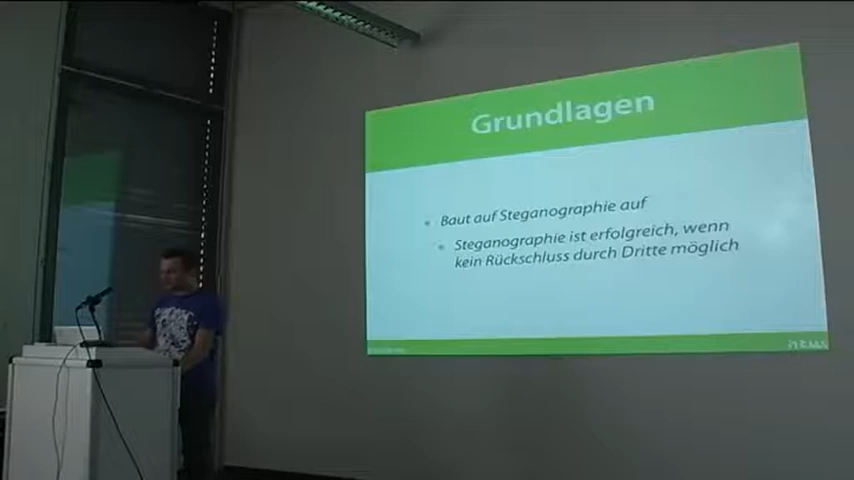 Grundlagen
Baut auf Steganographie auf
Steganographie ist erfolgreich, wenn
kein Rückschluss durch Dritte möglich